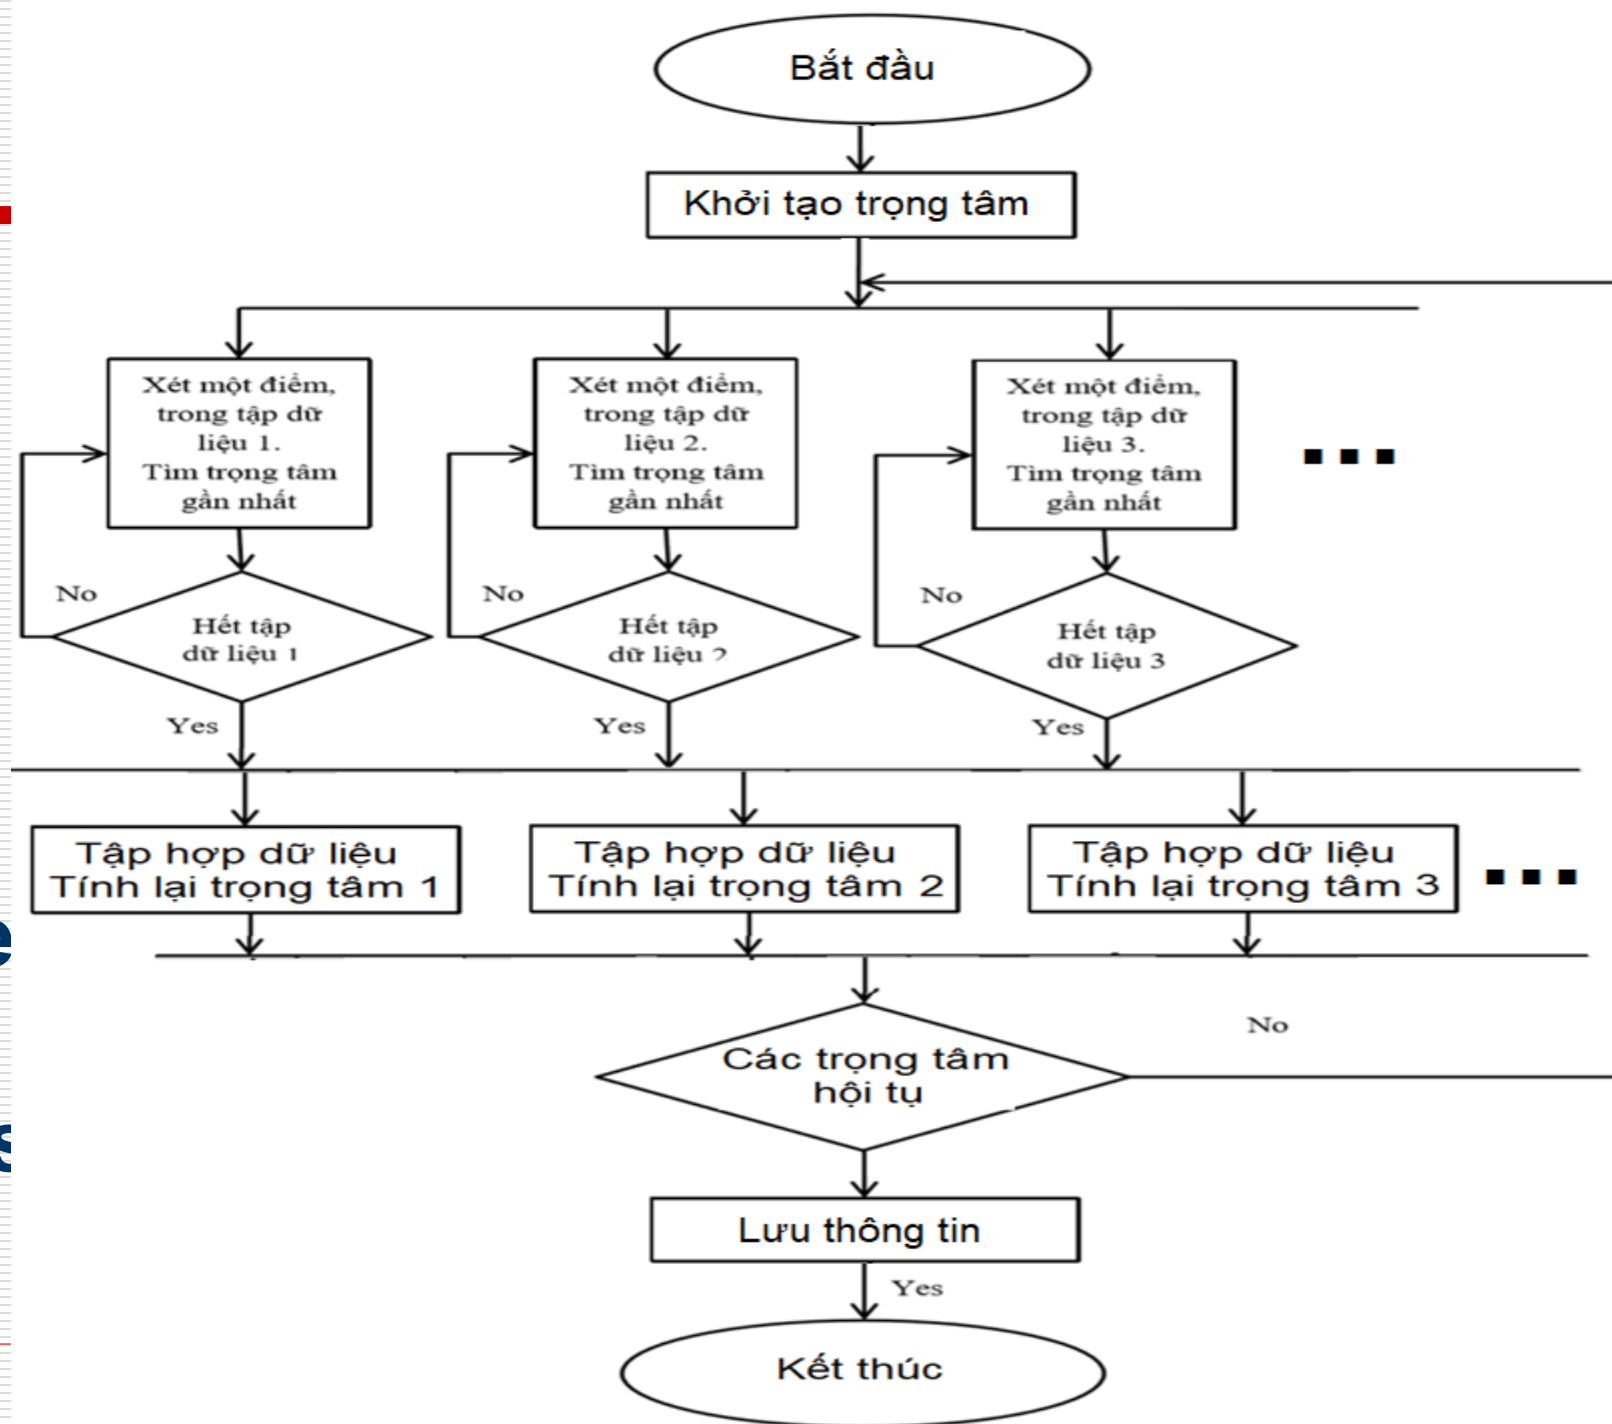 Bắt đầu
Khởi tạo trọng tâm
Xét một điểm,
trong tập dữ
liệu 1.
Tìm trọng tâm
gần nhất
Xét một điểm,
trong tập dữ
liệu 2.
Tìm trọng tâm
gần nhất
Xét một điểm,
trong tập dữ
liệu 3.
Tìm trọng tâm
gần nhất
...
No
Hết tập
dữ liệu 1
No
Hết tập
dữ liệu 2
No
Hết tập
dữ liệu 3
Yes
Yes
Yes
Tập hợp dữ liệu
Tính lại trọng tâm 1
Tập hợp dữ liệu
Tính lại trọng tâm 2
Tập hợp dữ liệu
Tính lại trọng tâm 3
...
e
Các trọng tâm
hội tụ
No
s
Lưu thông tin
Yes
Kết thúc